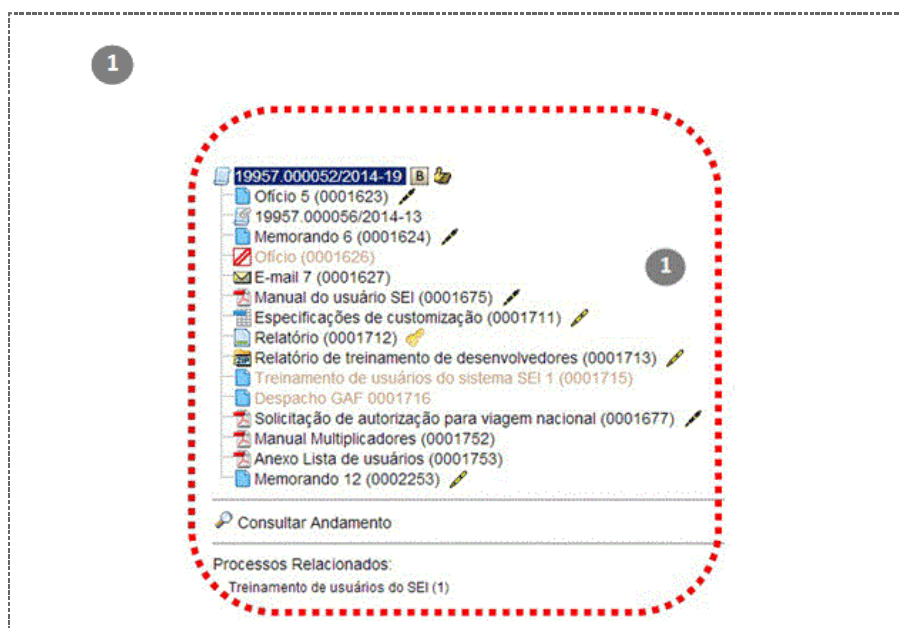 1
19957.000052/2014-19 B
Ofício 5 (0001623)
19957.000056/2014-13
Memorando 6 (0001624)
Ofício (0001626)
1
E-mail 7 (0001627)
Manual do usuário SEI (0001675)
Especificações de customização (0001711)
Relatório (0001712)
ZIP Relatório de treinamento de desenvolvedores (0001713)
Treinamento de usuários do sistema SEI 1 (0001715)
Despacho GAF 0001716
Solicitação de autorização para viagem nacional (0001677)
Manual Multiplicadores (0001752)
Anexo Lista de usuários (0001753)
Memorando 12 (0002253)
Consultar Andamento
Processos Relacionados:
Treinamento de usuários do SEI (1)